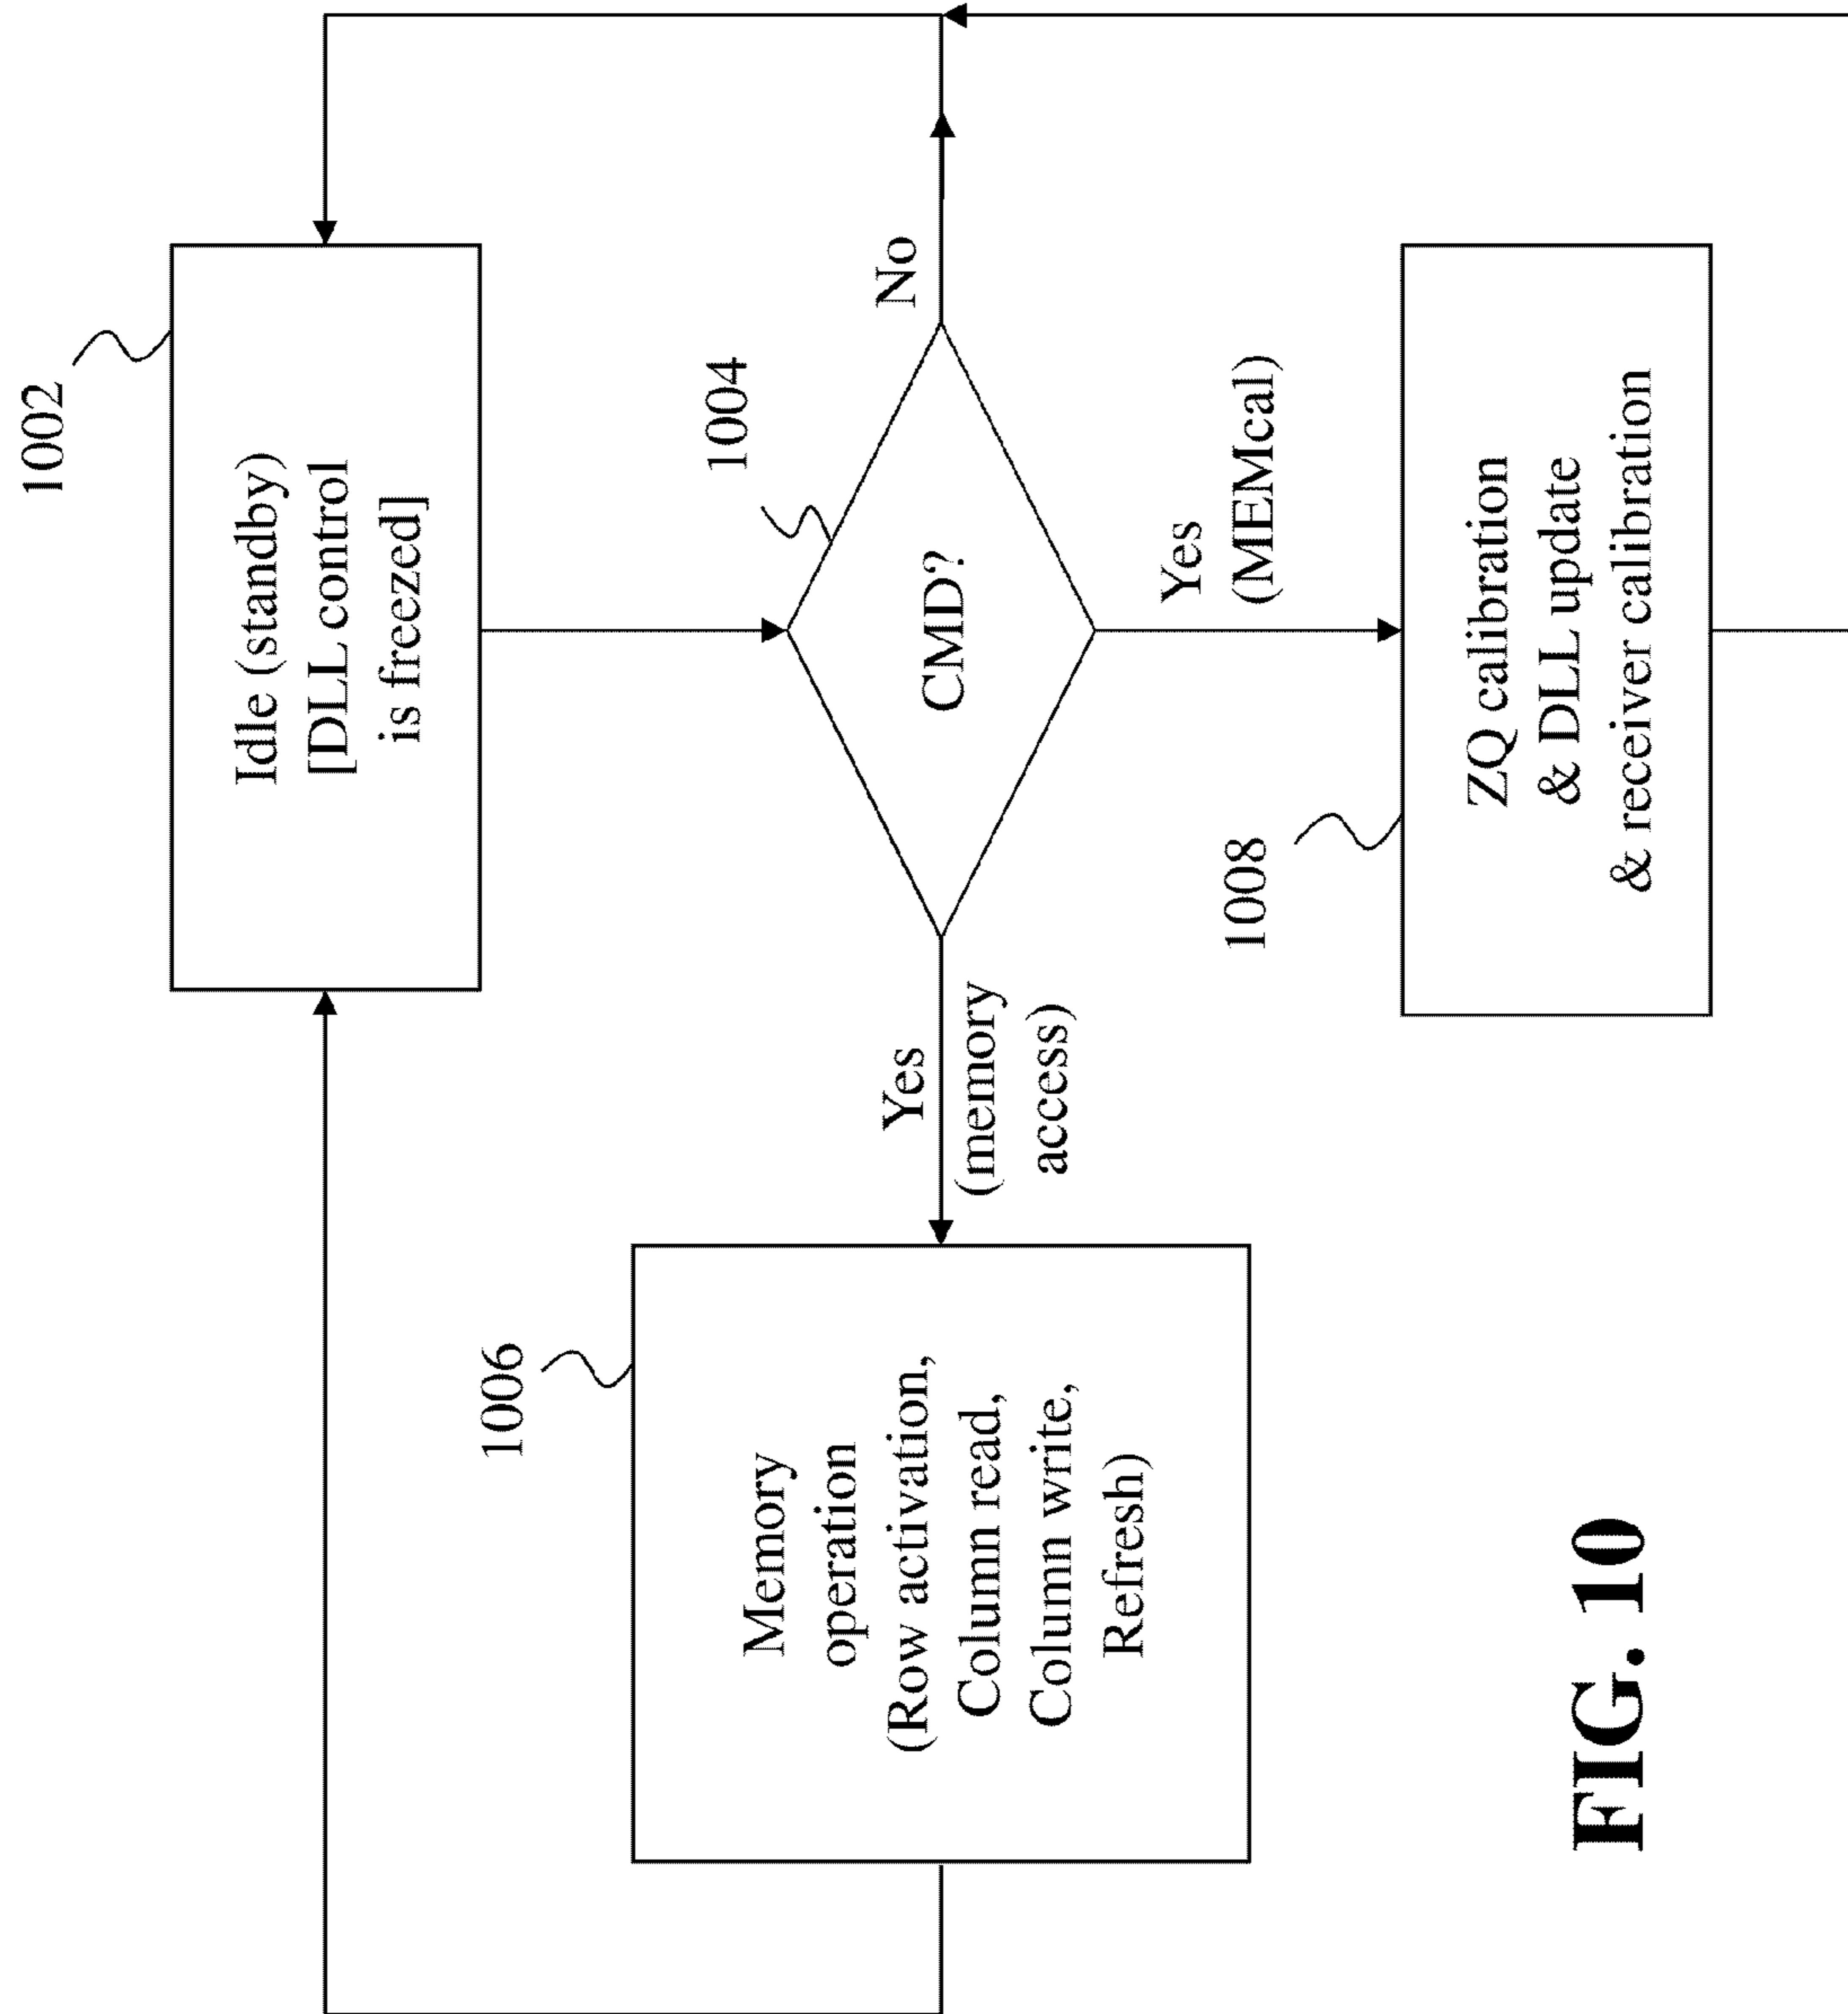 1002
Idle (standby)
[DLL control
is freezed]
1004
CMD?
No
Yes
(memory
access)
Yes
(MEMcal)
1006
Memory
operation
(Row activation,
Column read,
Column write,
Refresh)
1008
ZQ calibration
& DLL update
& receiver calibration
FIG. 10